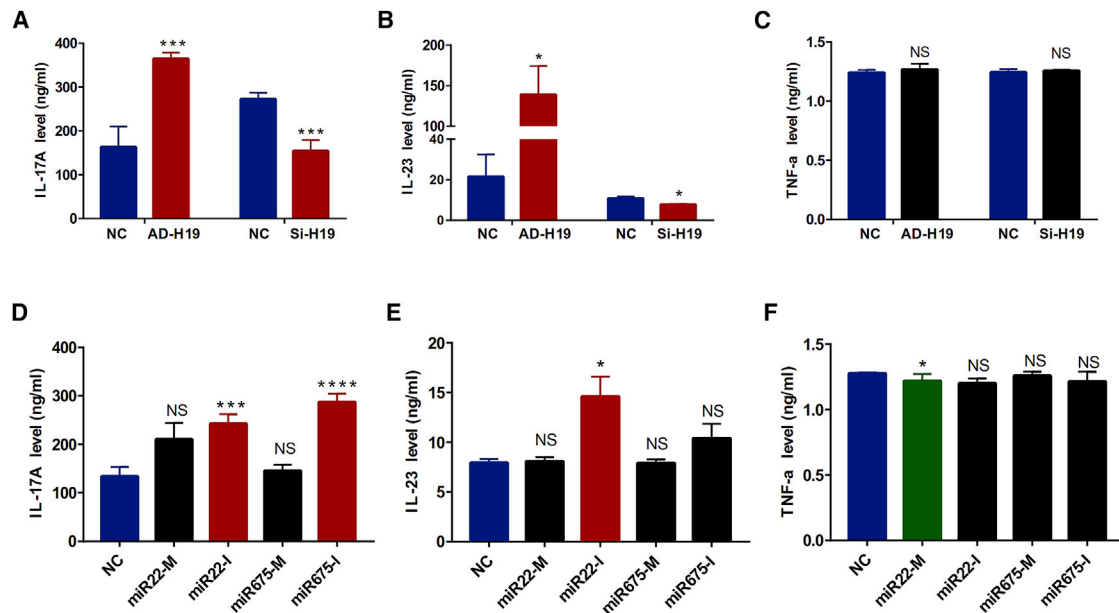 A
IL-17A level (ng/ml)
400
300
200
100
0
***
***
NC AD-H19 NC Si-H19
B
IL-23 level (ng/ml)
200
150
100
50
40
20
0
*
*
NC AD-H19 NC Si-H19
C
TNF-a level (ng/ml)
1.5
1.0
0.5
0.0
NS
NS
NC AD-H19 NC Si-H19
D
IL-17A level (ng/ml)
400
300
200
100
0
NS
***
NS
****
NC miR22-M miR22-I miR675-M miR675-I
E
IL-23 level (ng/ml)
20
15
10
5
0
NS
*
NS
NS
NC miR22-M miR22-I miR675-M miR675-I
F
TNF-a level (ng/ml)
1.5
1.0
0.5
0.0
*
NS
NS
NS
NC miR22-M miR22-I miR675-M miR675-I